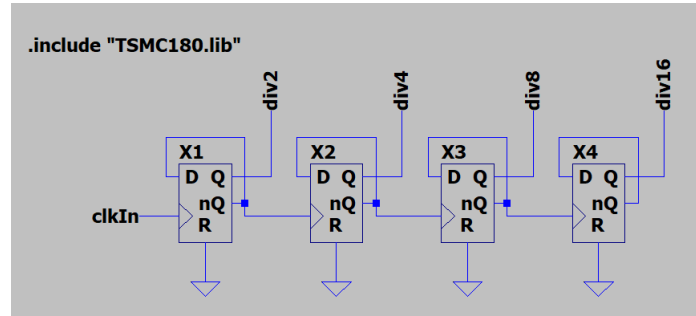 .include "TSMC180.lib"
div2
div4
div8
div16
X1
X2
X3
X4
D Q
D Q
D Q
D Q
nQ
nQ
nQ
nQ
clkIn
R
R
R
R